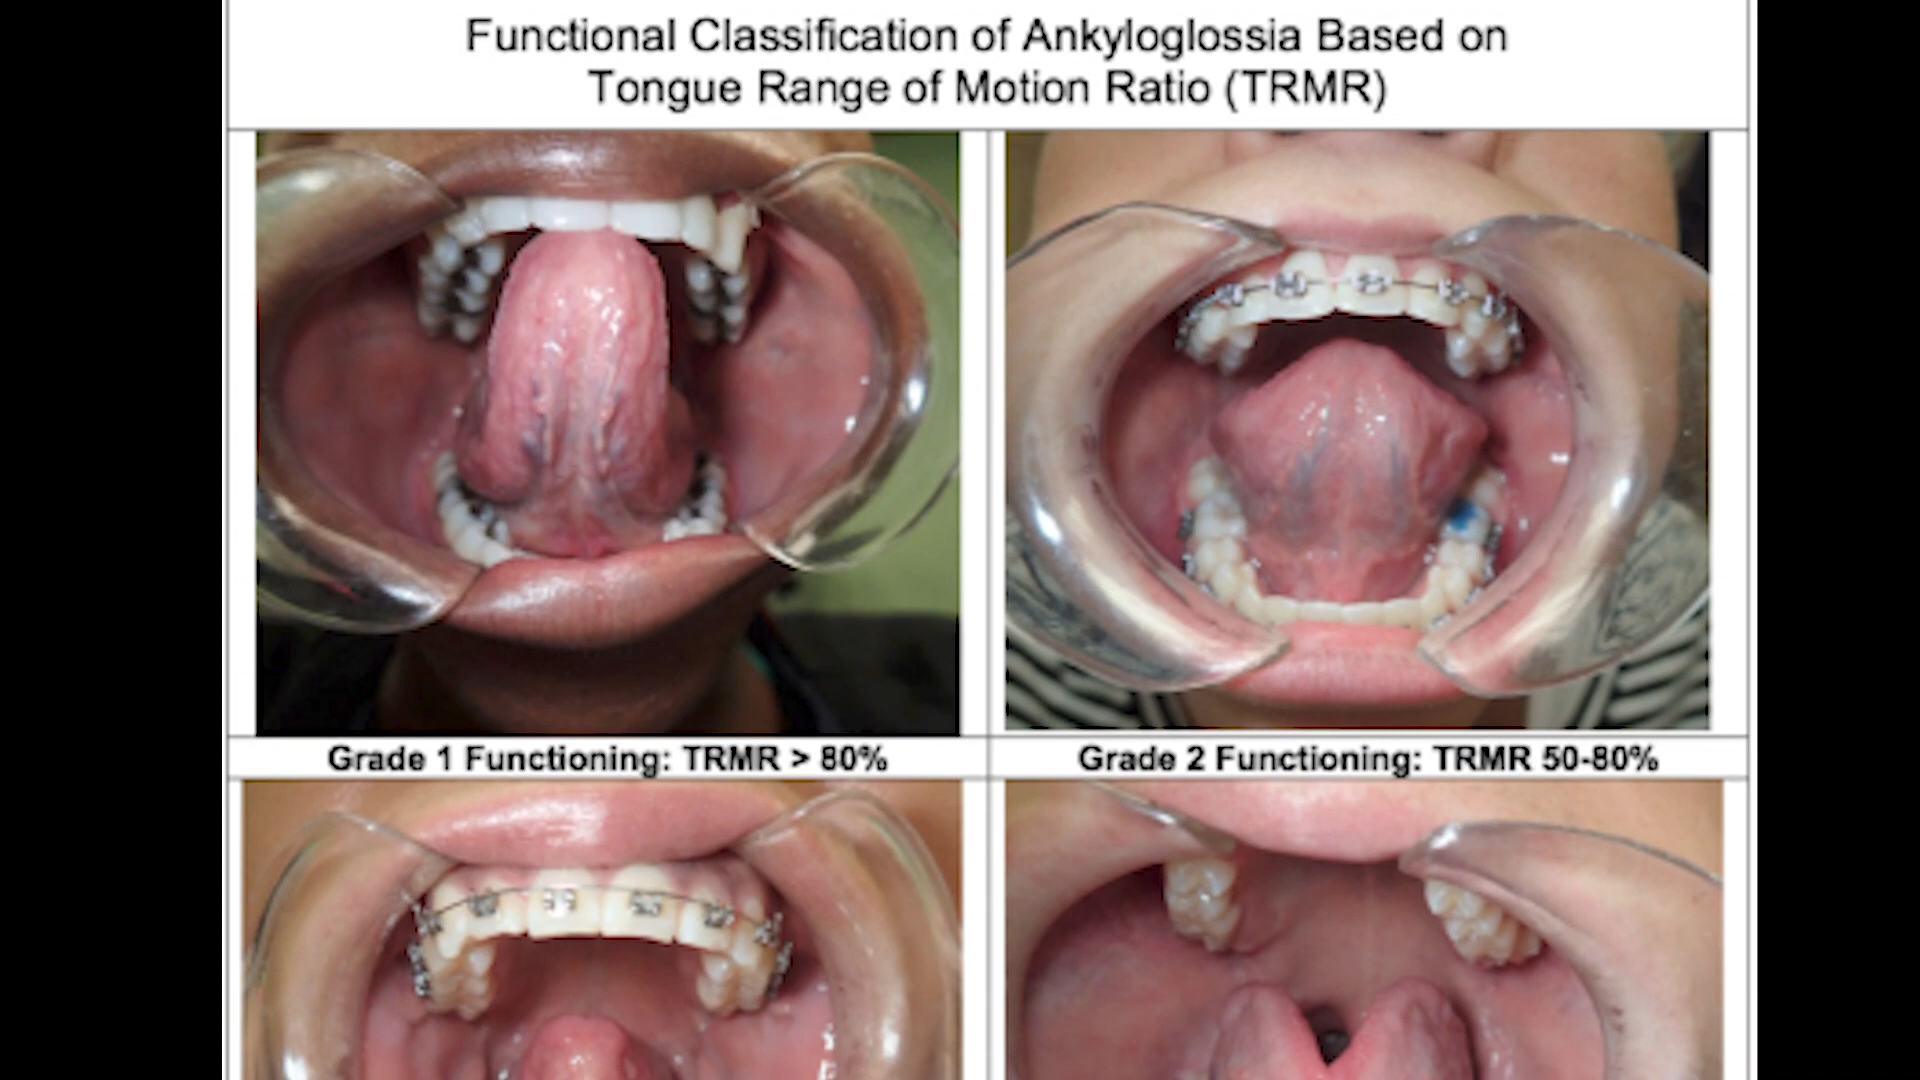 Functional Classification of Ankyloglossia Based on
Tongue Range of Motion Ratio (TRMR)
Grade 1 Functioning: TRMR > 80%
Grade 2 Functioning: TRMR 50-80%